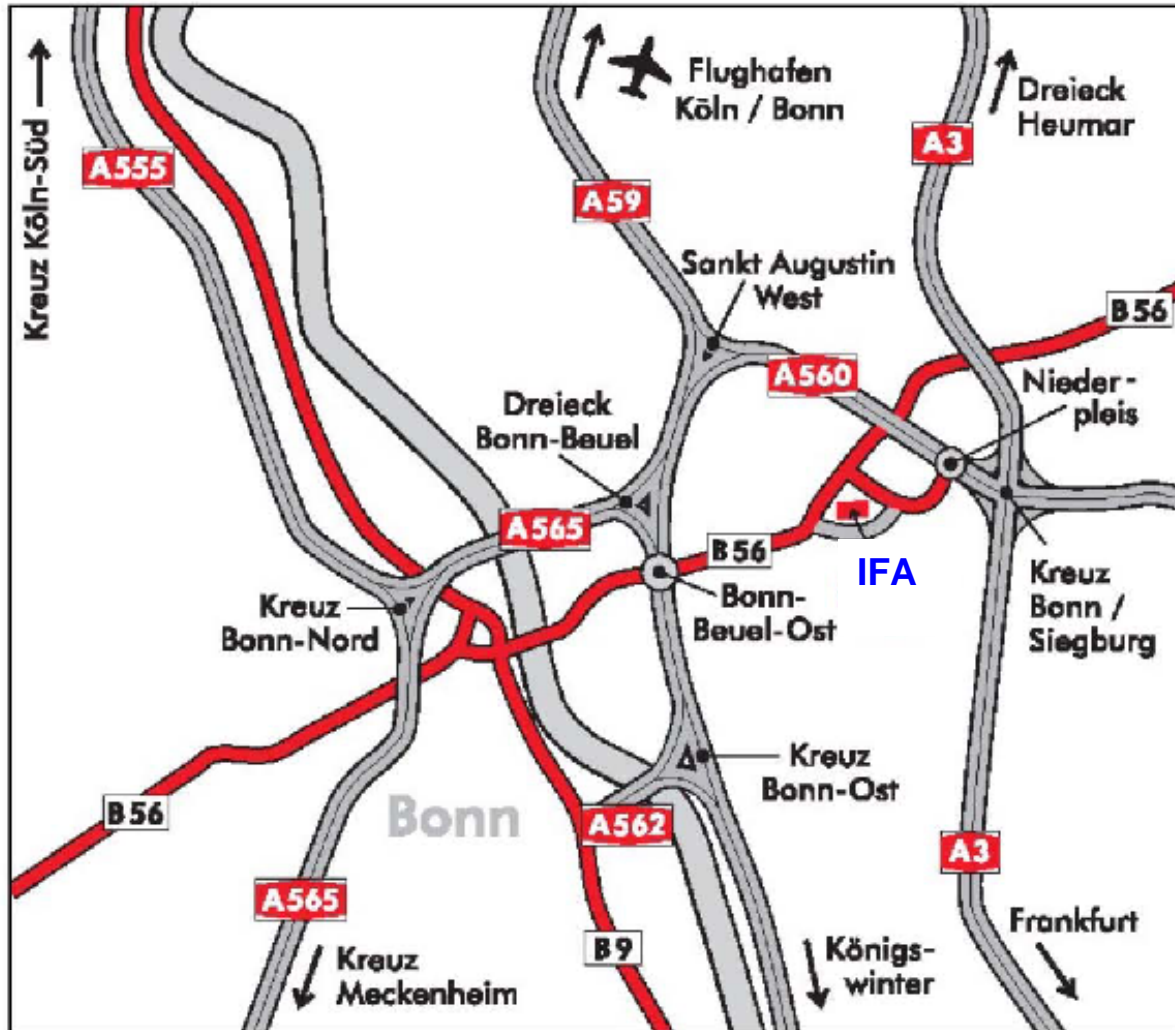 Kreuz Köln-Süd
A555
Flughafen
Köln / Bonn
Dreieck
Heumar
A3
A59
Sankt Augustin
West
B56
A560
Nieder-
pleis
Dreieck
Bonn-Beuel
A565
B56
IFA
Kreuz
Bonn-Nord
Bonn-
Beuel-Ost
Kreuz
Bonn /
Siegburg
Kreuz
Bonn-Ost
B56
Bonn
A562
A3
A565
B9
Frankfurt
Kreuz
Meckenheim
Königs-
winter